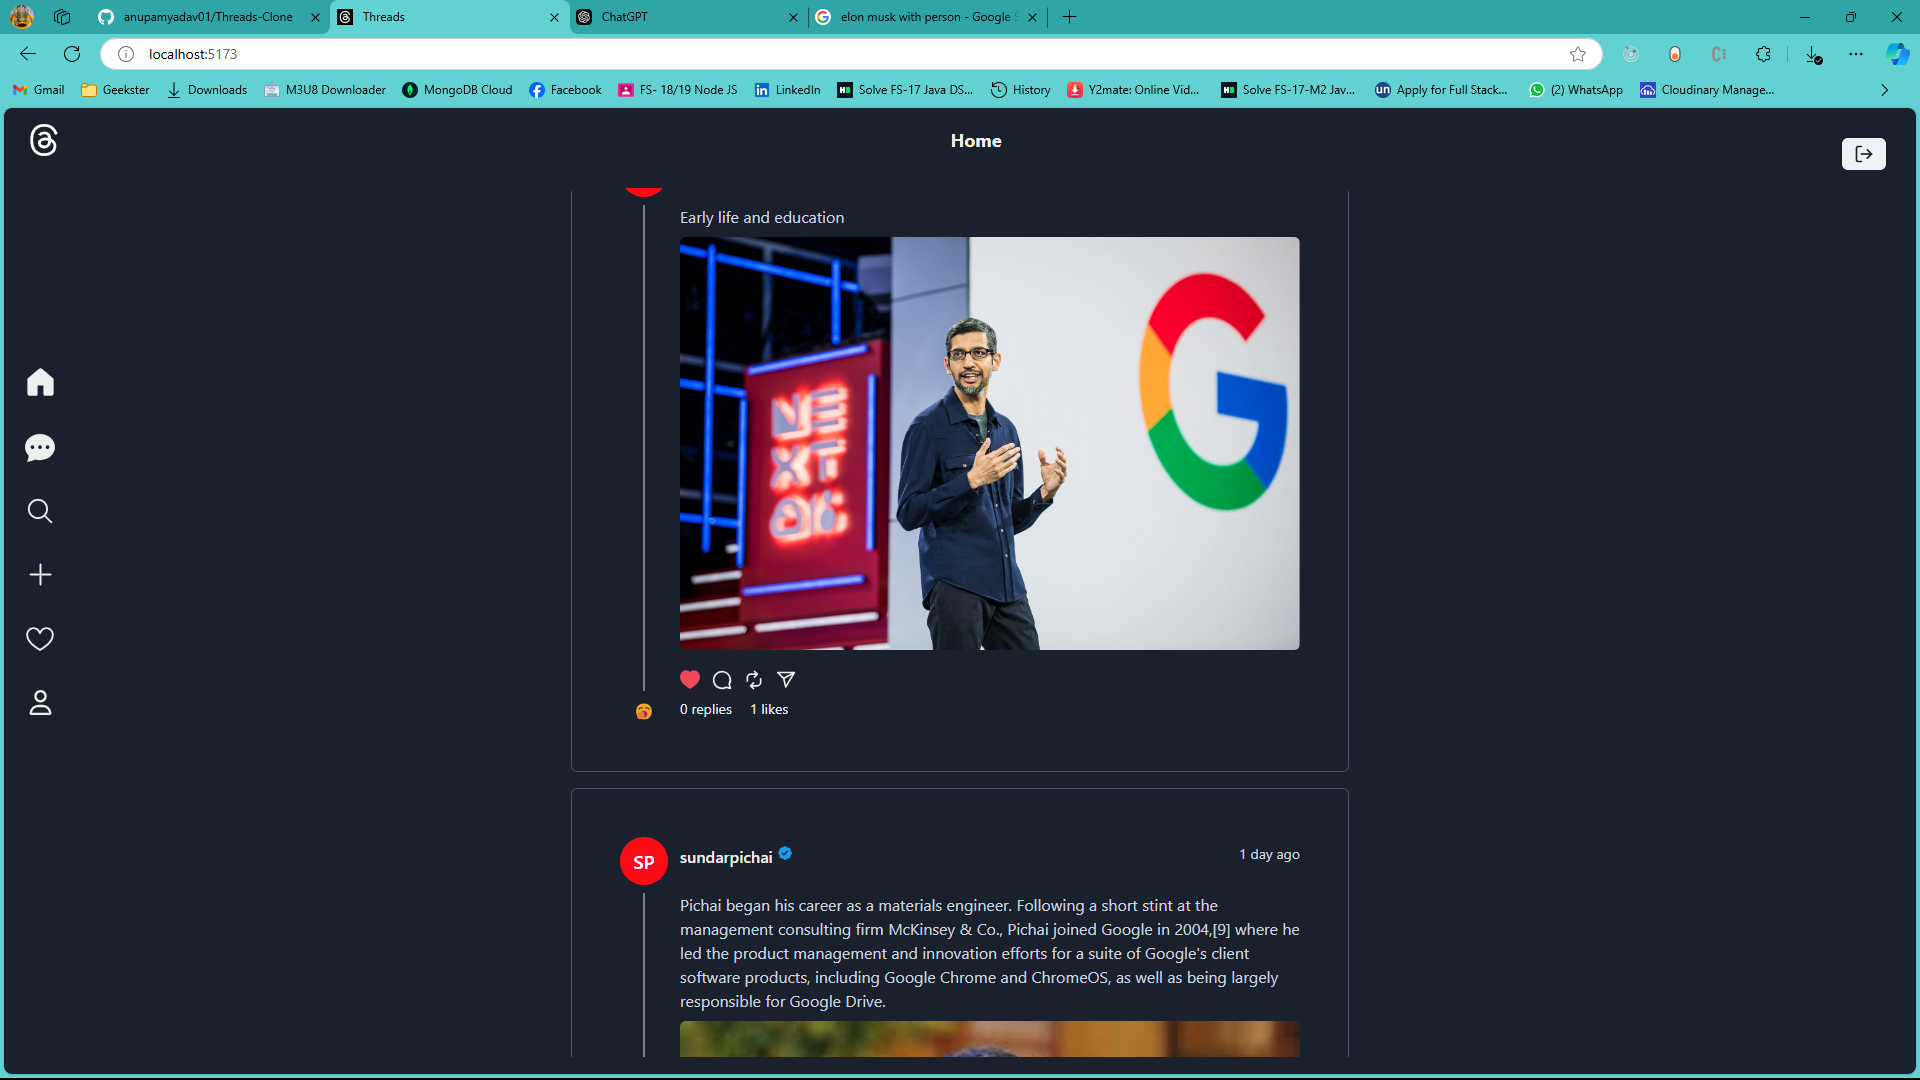 anupamyadav01/Threads-Clone
Threads
ChatGPT
elon musk with person - Google
localhost:5173
Gmail
Geekster
Downloads
M3U8 Downloader
MongoDB Cloud
Facebook
FS- 18/19 Node JS
LinkedIn
Solve FS-17 Java DS...
History
Y2mate: Online Vid...
Solve FS-17-M2 Jav...
Apply for Full Stack...
(2) WhatsApp
Cloudinary Manage...
Home
Early life and education
G
0 replies 1 likes
SP
sundarpichai
1 day ago
Pichai began his career as a materials engineer. Following a short stint at the
management consulting firm McKinsey & Co., Pichai joined Google in 2004,[9] where he
led the product management and innovation efforts for a suite of Google's client
software products, including Google Chrome and ChromeOS, as well as being largely
responsible for Google Drive.